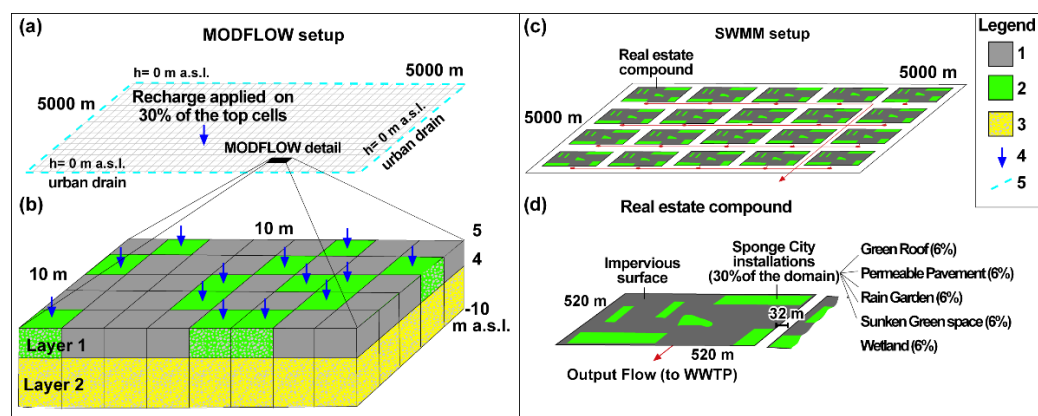 (a)
MODFLOW setup
h= 0 m a.s.l.
5000 m
5000 m
Recharge applied on
30% of the top cells
MODFLOW detail
h= 0 m a.s.l.
urban drain
h= 0 m a.s.l.
urban drain
(b)
10 m
10 m
5
4
-10
m a.s.l.
Layer 1
Layer 2
(c)
SWMM setup
Real estate
compound
5000 m
5000 m
(d)
Real estate compound
Impervious
surface
Sponge City
installations
(30%of the domain)
520 m
32 m
520 m
Output Flow (to WWTP)
Green Roof (6%)
Permeable Pavement (6%)
Rain Garden (6%)
Sunken Green space (6%)
Wetland (6%)
Legend
1
2
3
4
5